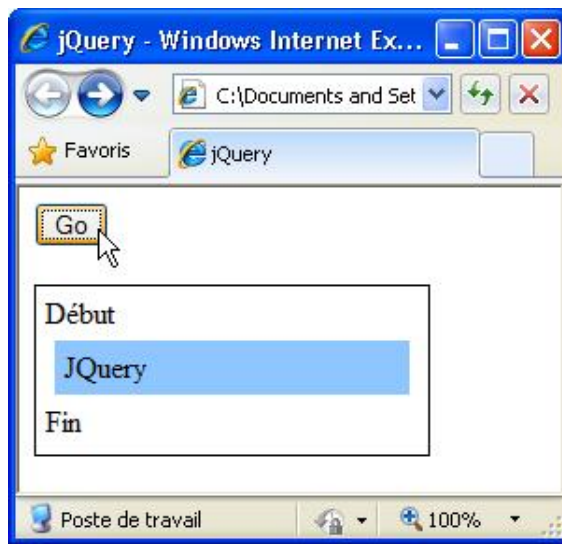 jQuery - Windows Internet Ex...
C:\Documents and Set
Favoris
jQuery
Go
Début
JQuery
Fin
Poste de travail
100%